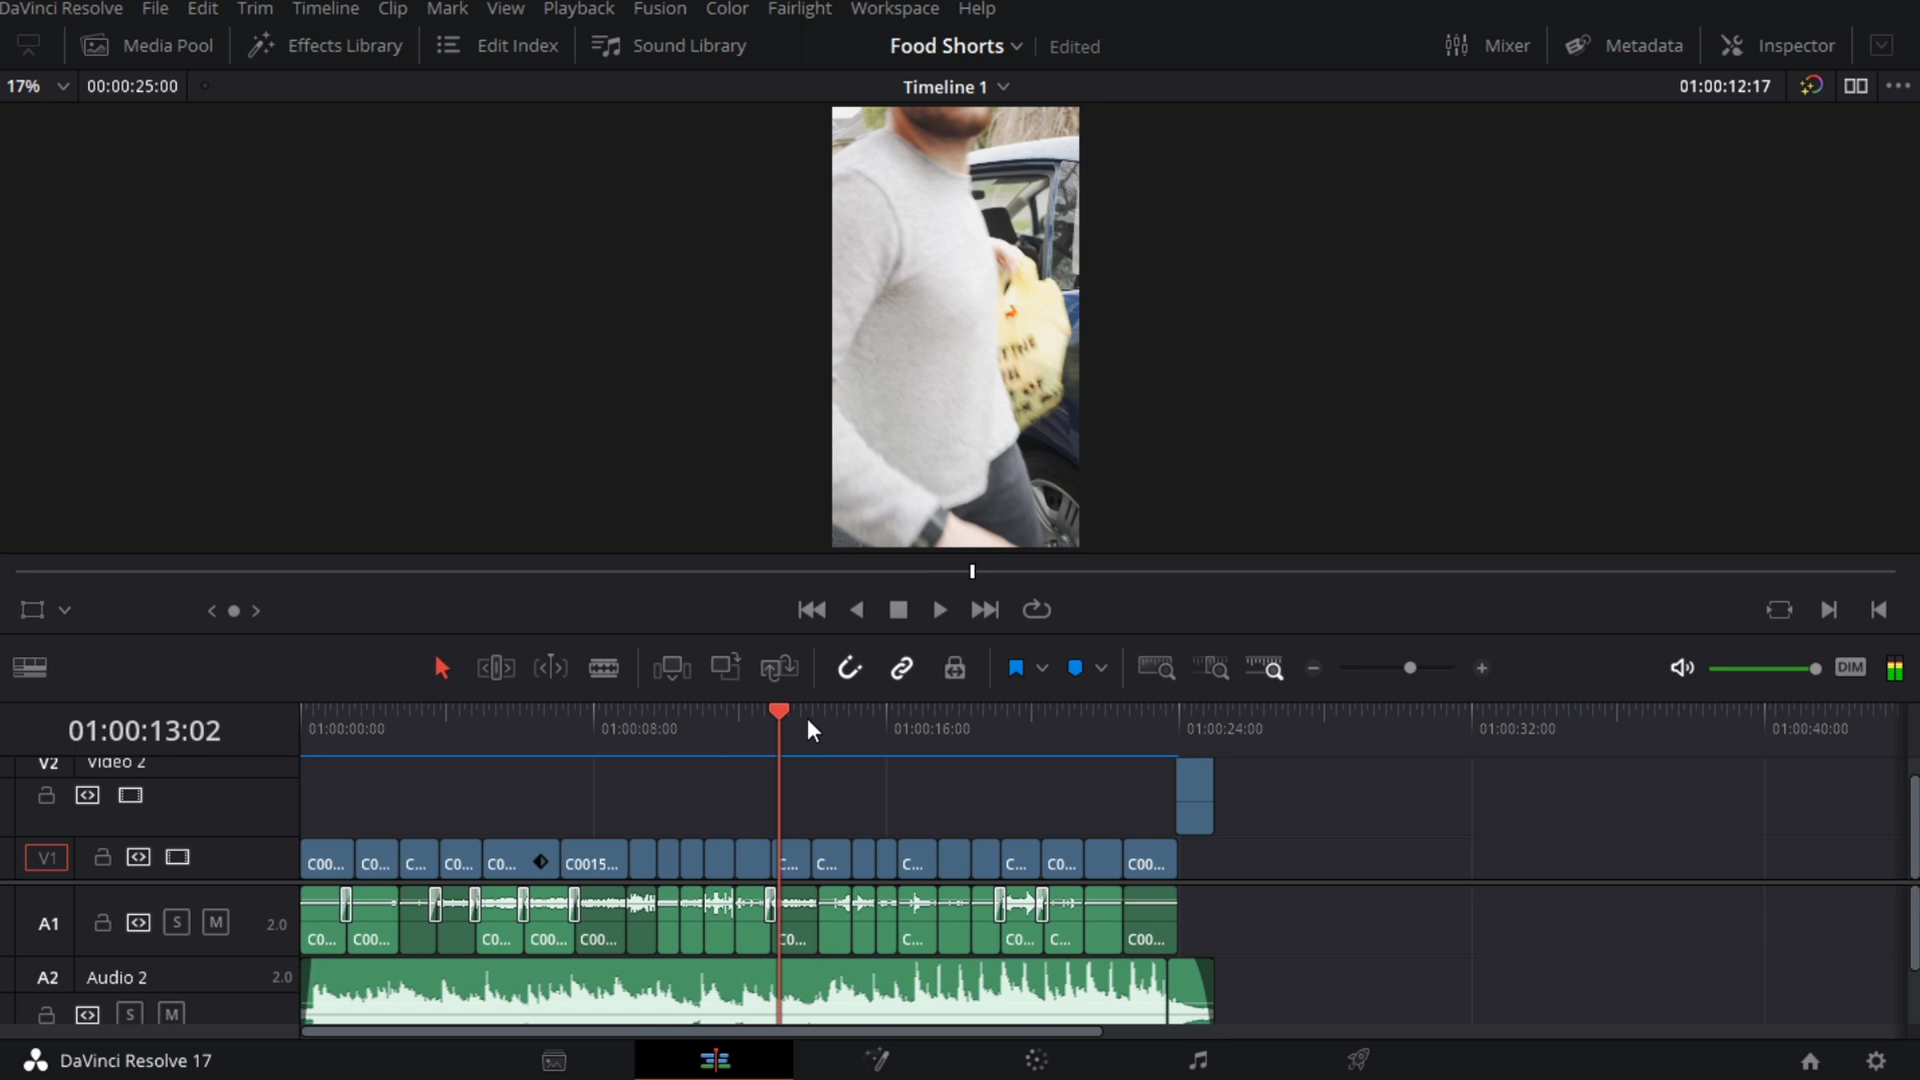 DaVinci Resolve File Edit Trim Timeline Clip Mark View Playback Fusion Color Fairlight Workspace Help
Media Pool Effects Library Edit Index Sound Library Food Shorts Edited Mixer Metadata Inspector
17% 00:00:25:00 Timeline 1 01:00:12:17
DIM
01:00:13:02 01:00:00:00 01:00:08:00 01:00:16:00 01:00:24:00 01:00:32:00 01:00:40:00
V2 Video 2
V1 C00... C0... C... C0... C0... C0015... C... C... C... C... C0... C00...
A1 S M 2.0
C0... C00... C0... C00... C00... C0... C... C0... C... C00...
A2 Audio 2 2.0
S M
DaVinci Resolve 17